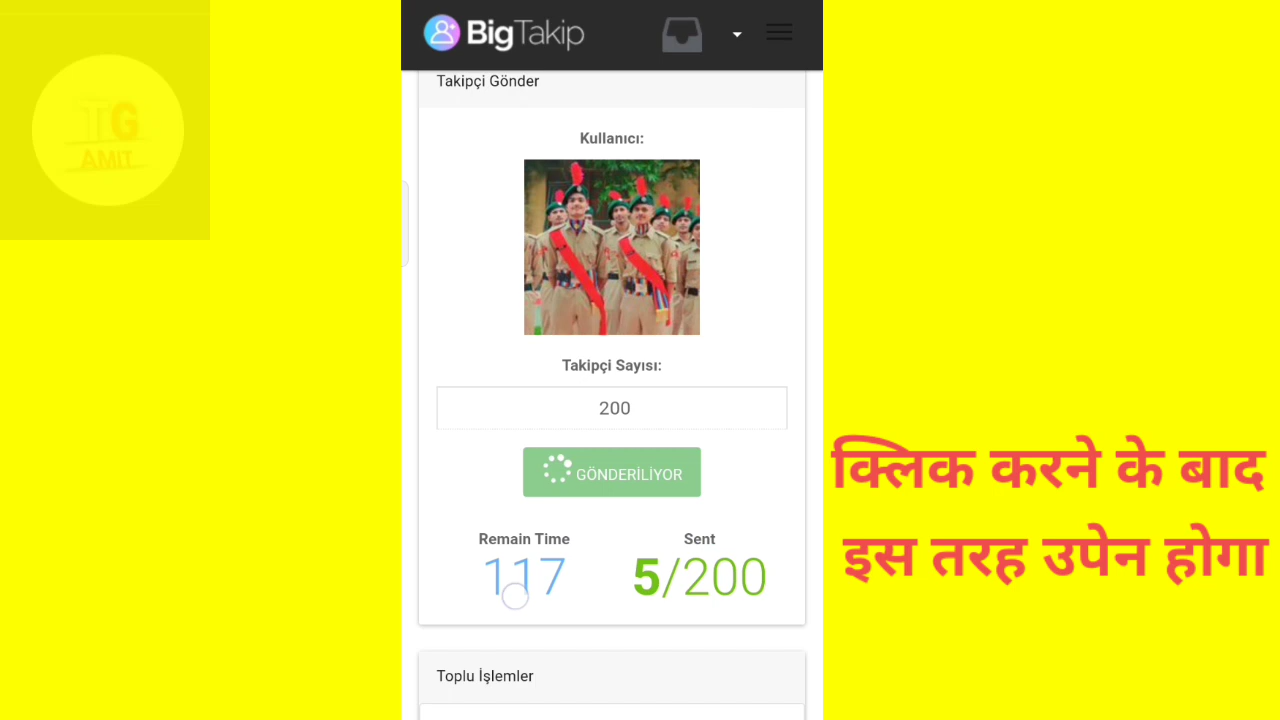 TG
AMIT
BigTakip
Takipçi Gönder
Kullanıcı:
Takipçi Sayısı:
200
GÖNDERİLİYOR
Remain Time
Sent
117
5/200
Toplu İşlemler
क्लिक करने के बाद
इस तरह उपेन होगा